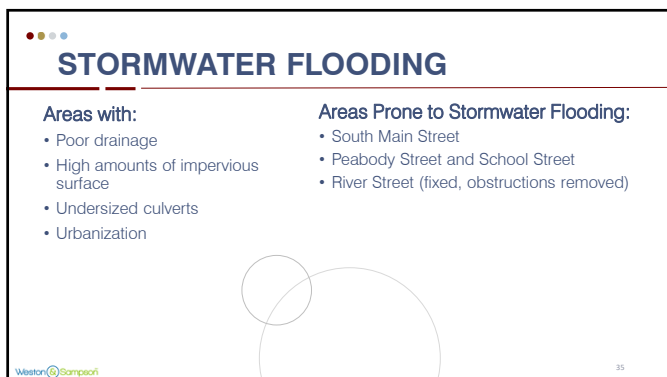 STORMWATER FLOODING
Areas with:
• Poor drainage
• High amounts of impervious
surface
• Undersized culverts
• Urbanization
Areas Prone to Stormwater Flooding:
• South Main Street
• Peabody Street and School Street
• River Street (fixed, obstructions removed)
Weston & Sampson
35